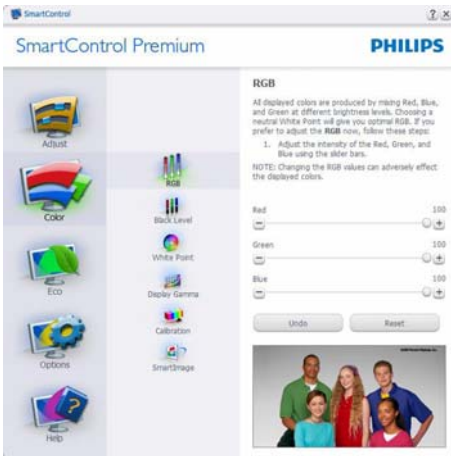 SmartControl
? x
SmartControl Premium
PHILIPS
Adjust
Color
Eco
Options
Help
RGB
Black Level
White Point
Display Gamma
Calibration
SmartImage
RGB
All displayed colors are produced by mixing Red, Blue,
and Green at different brightness levels. Choosing a
neutral White Point will give you optimal RGB. If you
prefer to adjust the RGB now, follow these steps:
1. Adjust the intensity of the Red, Green, and
Blue using the slider bars.
NOTE: Changing the RGB values can adversely effect
the displayed colors.
Red 100
Green 100
Blue 100
Undo Reset